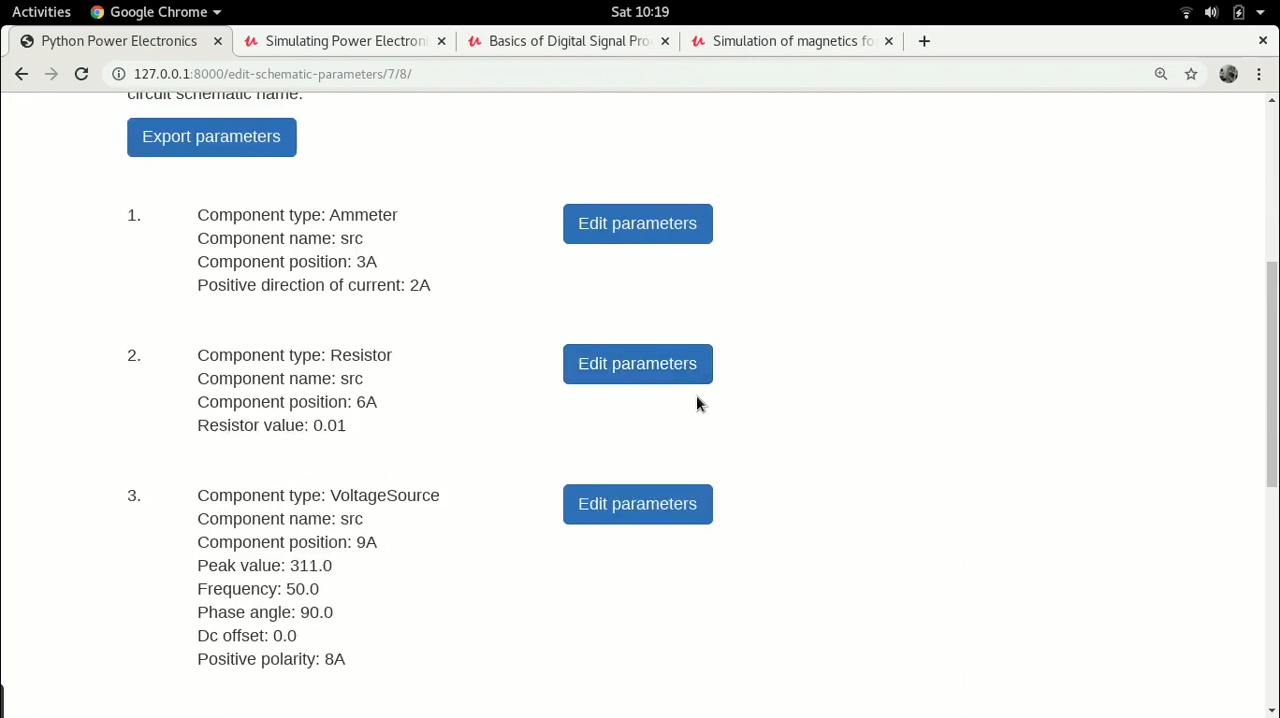 Activities
Google Chrome
Sat 10:19
Python Power Electronics
Simulating Power Electroni
Basics of Digital Signal Pro
Simulation of magnetics fo
127.0.0.1:8000/edit-schematic-parameters/7/8/
circuit schematic name.
Export parameters
1.
Component type: Ammeter
Component name: src
Component position: 3A
Positive direction of current: 2A
Edit parameters
2.
Component type: Resistor
Component name: src
Component position: 6A
Resistor value: 0.01
Edit parameters
3.
Component type: VoltageSource
Component name: src
Component position: 9A
Peak value: 311.0
Frequency: 50.0
Phase angle: 90.0
Dc offset: 0.0
Positive polarity: 8A
Edit parameters